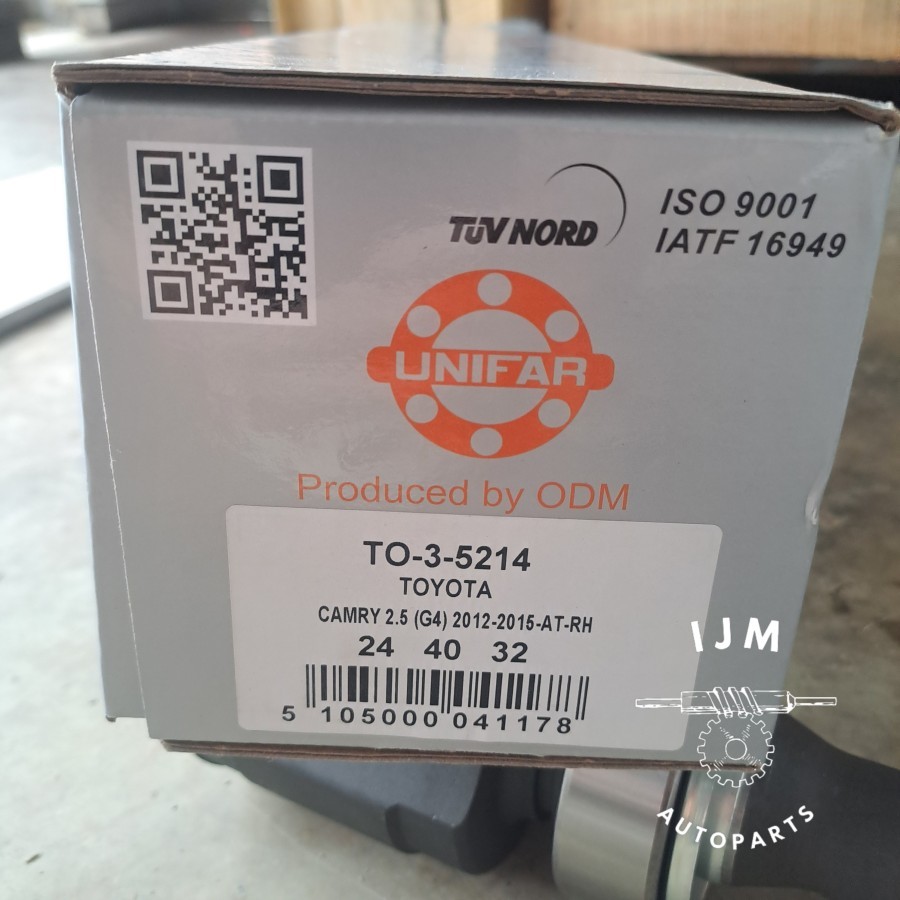 TÜV NORD
ISO 9001
IATF 16949
UNIFAR
Produced by ODM
TO-3-5214
TOYOTA
CAMRY 2.5 (G4) 2012-2015-AT-RH
24 40 32
5 105000 041178
IJM
AUTOPARTS